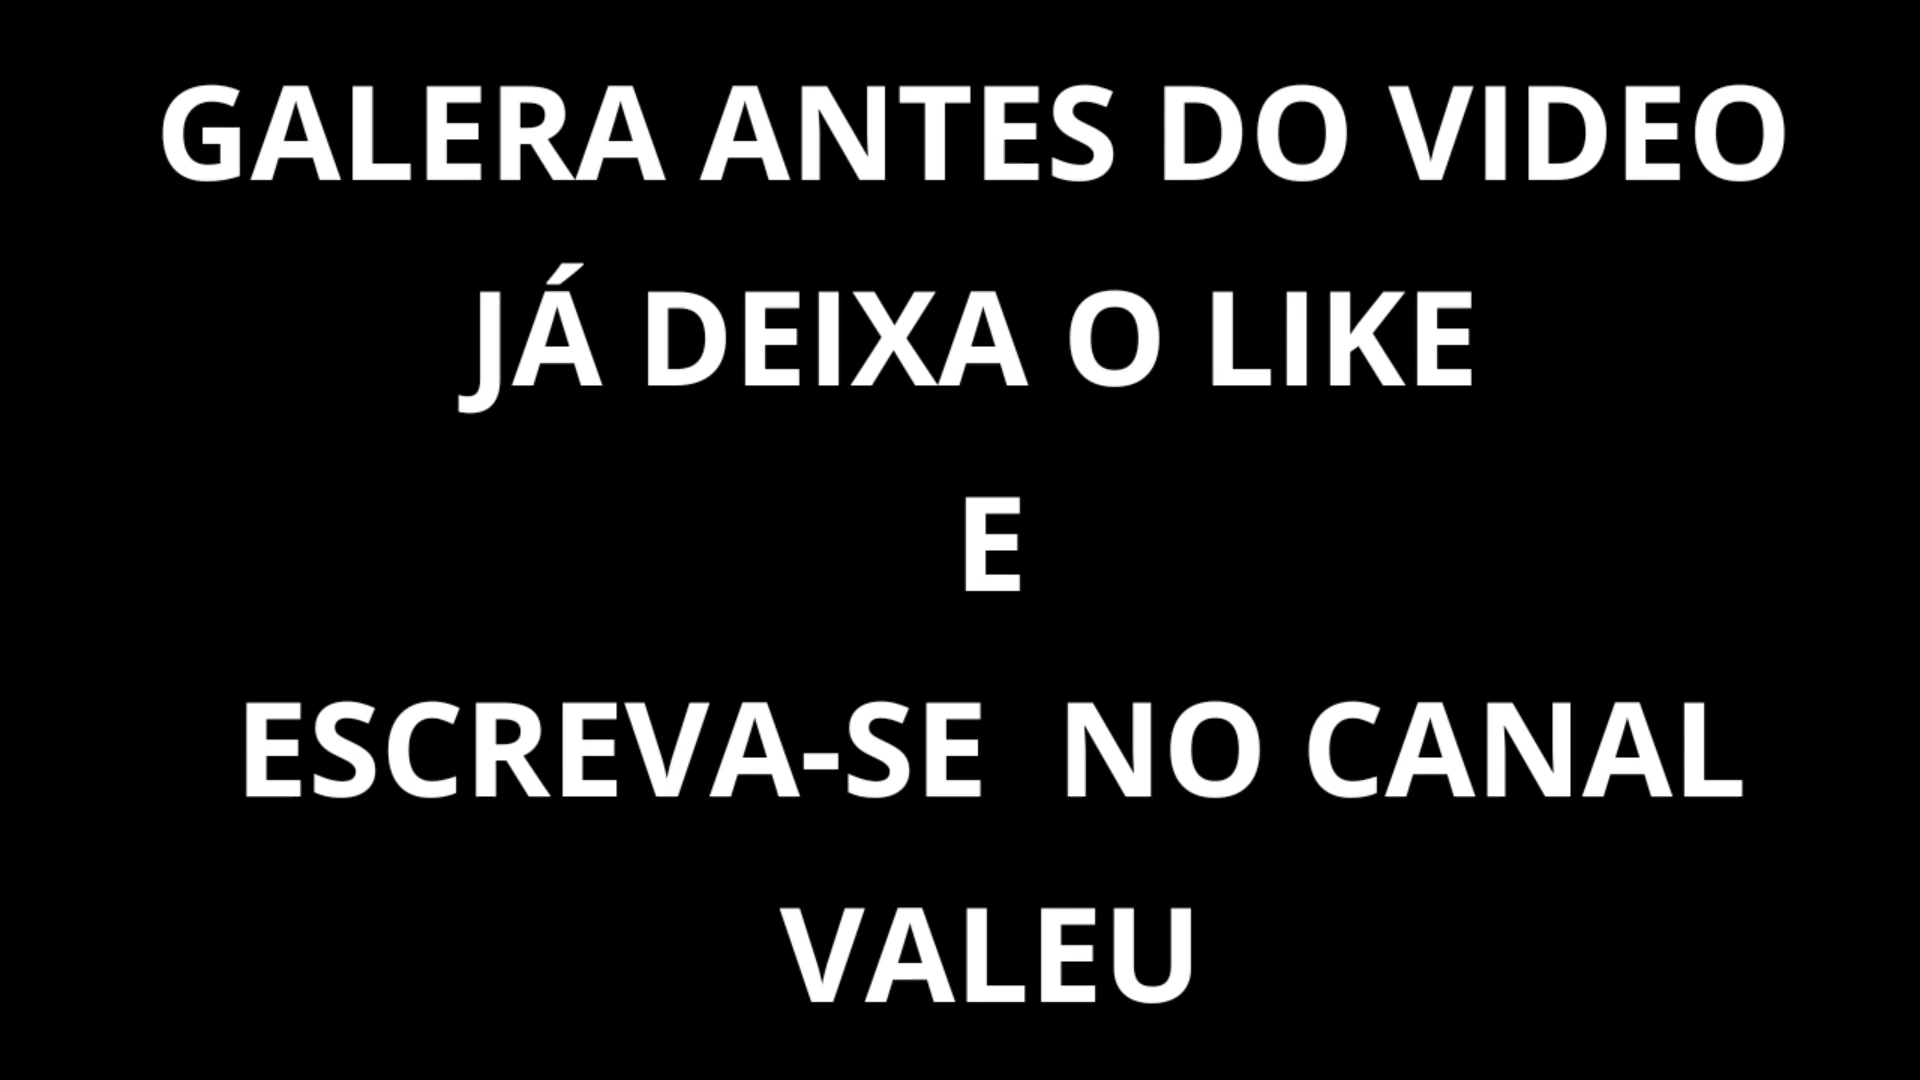 GALERA ANTES DO VIDEO
JÁ DEIXA O LIKE
E
ESCREVA-SE  NO CANAL
VALEU